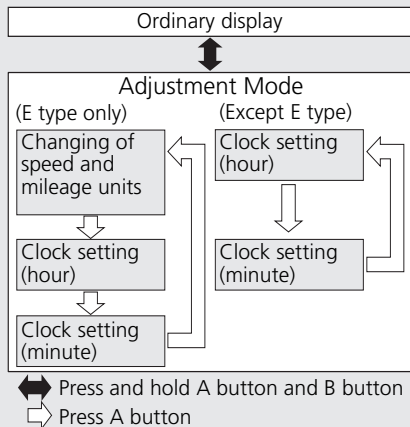 Ordinary display
Adjustment Mode
(E type only)
Changing of
speed and
mileage units
Clock setting
(hour)
Clock setting
(minute)
(Except E type)
Clock setting
(hour)
Clock setting
(minute)
Press and hold A button and B button
Press A button